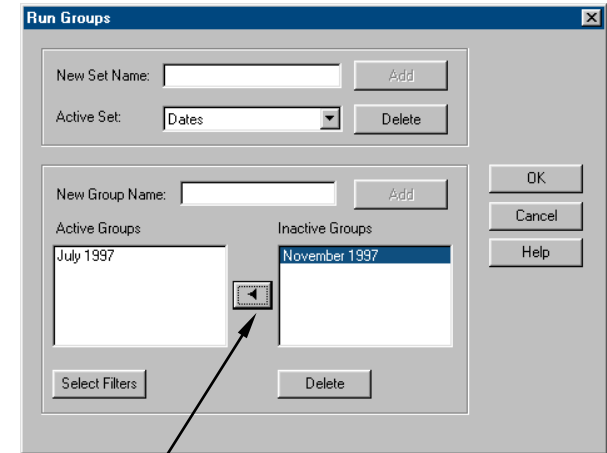 Run Groups
New Set Name: Add
Active Set: Dates Delete
New Group Name: Add
Active Groups Inactive Groups
July 1997 November 1997
Select Filters Delete
OK
Cancel
Help